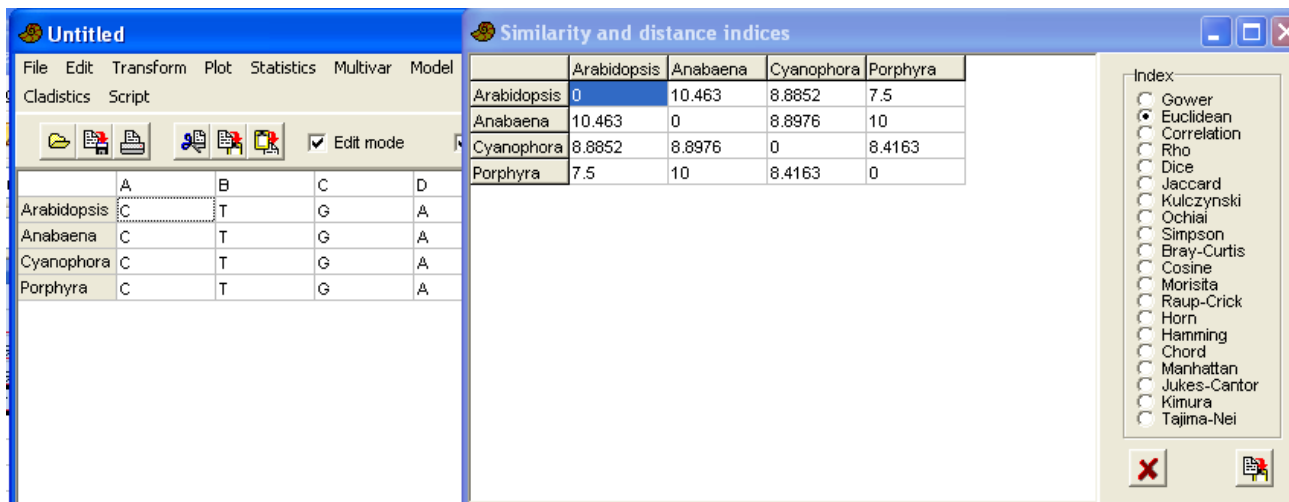 Untitled
File Edit Transform Plot Statistics Multivar Model
Cladistics Script
Edit mode
A B C D
Arabidopsis C T G A
Anabaena C T G A
Cyanophora C T G A
Porphyra C T G A
Similarity and distance indices
Arabidopsis Anabaena Cyanophora Porphyra
Arabidopsis 0 10.463 8.8852 7.5
Anabaena 10.463 0 8.8976 10
Cyanophora 8.8852 8.8976 0 8.4163
Porphyra 7.5 10 8.4163 0
Index
Gower
Euclidean
Correlation
Rho
Dice
Jaccard
Kulczynski
Ochiai
Simpson
Bray-Curtis
Cosine
Morisita
Raup-Crick
Horn
Hamming
Chord
Manhattan
Jukes-Cantor
Kimura
Tajima-Nei